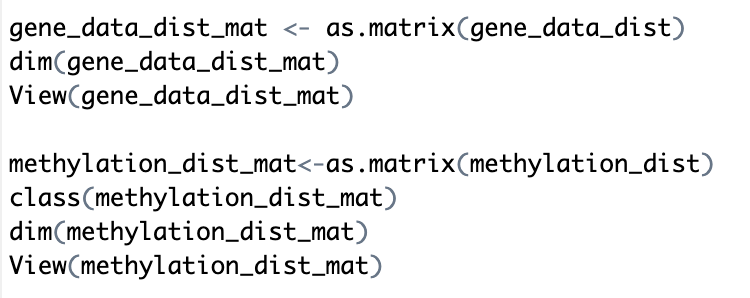 gene_data_dist_mat <- as.matrix(gene_data_dist)
dim(gene_data_dist_mat)
View(gene_data_dist_mat)
methylation_dist_mat<-as.matrix(methylation_dist)
class(methylation_dist_mat)
dim(methylation_dist_mat)
View(methylation_dist_mat)